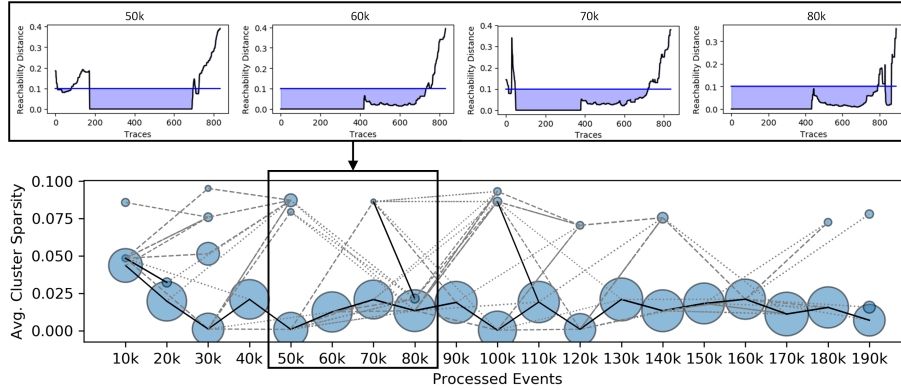 50k
60k
70k
80k
Reachability Distance
0.4
0.3
0.2
0.1
0.0
0 200 400 600 800
Traces
Reachability Distance
0.4
0.3
0.2
0.1
0.0
0 200 400 600 800
Traces
Reachability Distance
0.3
0.2
0.1
0.0
0 200 400 600 800
Traces
Reachability Distance
0.3
0.2
0.1
0.0
0 200 400 600 800
Traces
Avg. Cluster Sparsity
0.100
0.075
0.050
0.025
0.000
10k 20k 30k 40k 50k 60k 70k 80k 90k 100k 110k 120k 130k 140k 150k 160k 170k 180k 190k
Processed Events